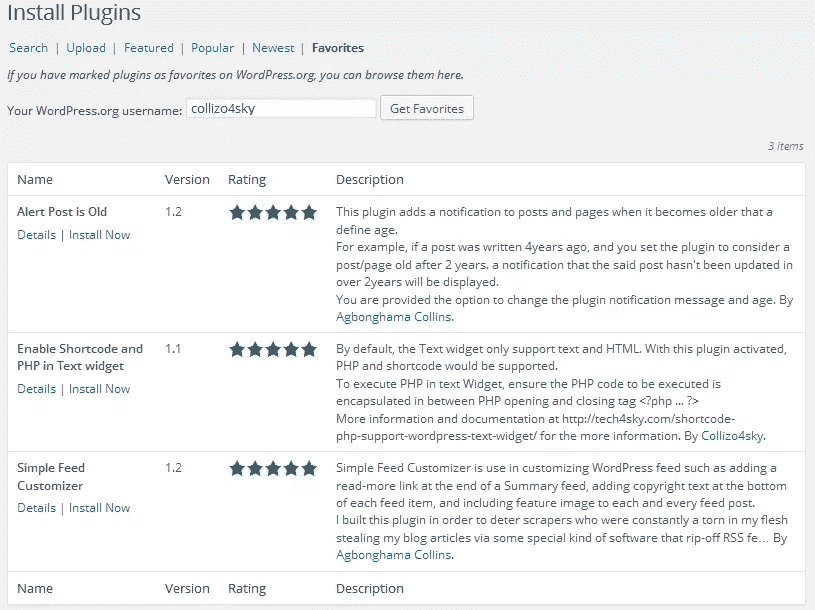 Install Plugins
Search | Upload | Featured | Popular | Newest | Favorites
If you have marked plugins as favorites on WordPress.org, you can browse them here.
Your WordPress.org username: collizo4sky Get Favorites
3 items
Name Version Rating Description
Alert Post is Old 1.2 This plugin adds a notification to posts and pages when it becomes older that a
define age.
Details | Install Now
For example, if a post was written 4years ago, and you set the plugin to consider a
post/page old after 2 years. a notification that the said post hasn't been updated in
over 2years will be displayed.
You are provided the option to change the plugin notification message and age. By
Agbonghama Collins.
Enable Shortcode and 1.1 By default, the Text widget only support text and HTML. With this plugin activated,
PHP in Text widget PHP and shortcode would be supported.
Details | Install Now To execute PHP in text Widget, ensure the PHP code to be executed is
encapsulated in between PHP opening and closing tag <?php ... ?>
More information and documentation at http://tech4sky.com/shortcode-
php-support-wordpress-text-widget/ for the more information. By Collizo4sky.
Simple Feed 1.2 Simple Feed Customizer is use in customizing WordPress feed such as adding a
Customizer read-more link at the end of a Summary feed, adding copyright text at the bottom
Details | Install Now of each feed item, and including feature image to each and every feed post.
I built this plugin in order to deter scrapers who were constantly a torn in my flesh
stealing my blog articles via some special kind of software that rip-off RSS fe... By
Agbonghama Collins.
Name Version Rating Description